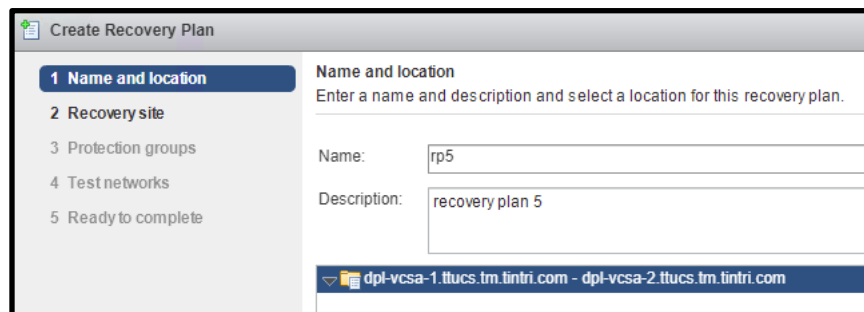 Create Recovery Plan
1 Name and location
2 Recovery site
3 Protection groups
4 Test networks
5 Ready to complete
Name and location
Enter a name and description and select a location for this recovery plan.
Name: rp5
Description: recovery plan 5
dpl-vcsa-1.ttucs.tm.tintri.com - dpl-vcsa-2.ttucs.tm.tintri.com